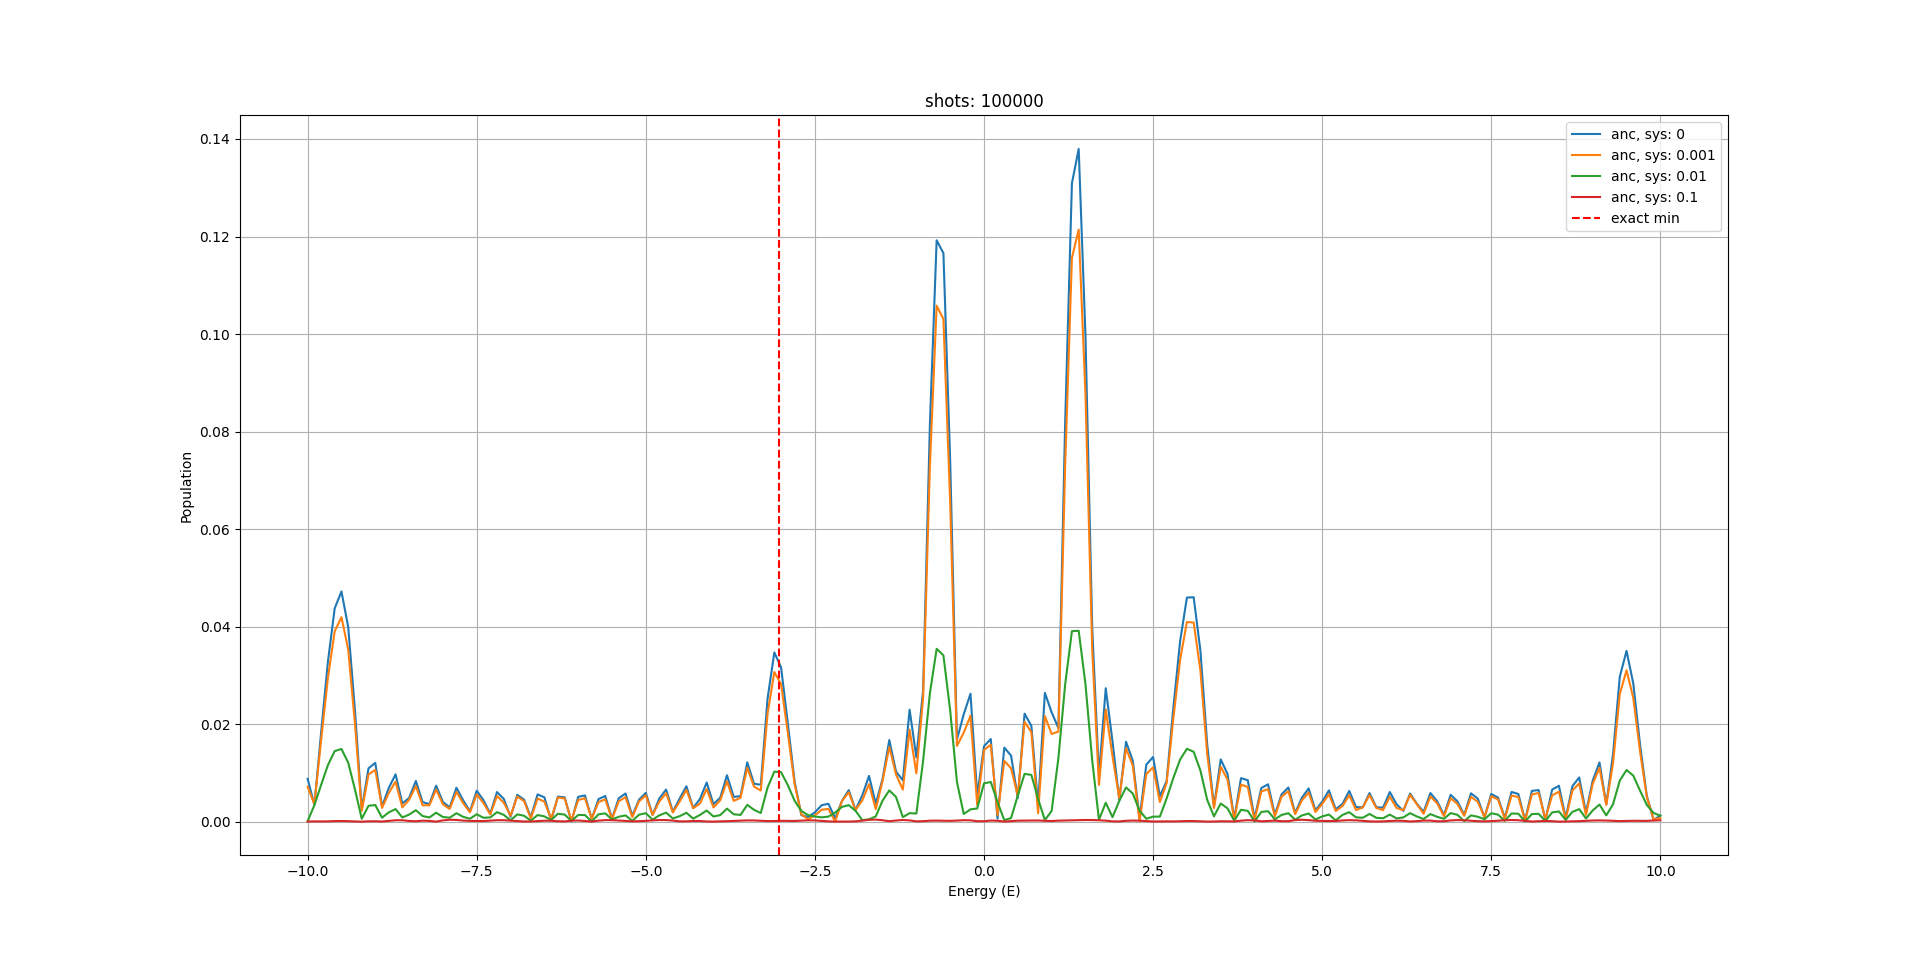 shots: 100000
anc, sys: 0
anc, sys: 0.001
anc, sys: 0.01
anc, sys: 0.1
exact min
0.14
0.12
0.10
0.08
0.06
0.04
0.02
0.00
Population
−10.0 −7.5 −5.0 −2.5 0.0 2.5 5.0 7.5 10.0
Energy (E)